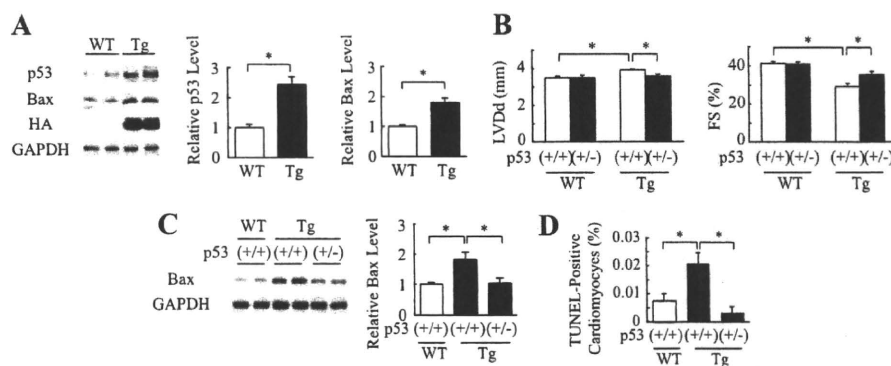 A
WT Tg
p53
Bax
HA
GAPDH
Relative p53 Level
3
2
1
0
*
WT Tg
Relative Bax Level
3
2
1
0
*
WT Tg
B
LVDd (mm)
4
2
0
* *
p53 (+/+)(+/-) (+/+)(+/-)
WT Tg
FS (%)
40
20
0
* *
p53 (+/+)(+/-) (+/+)(+/-)
WT Tg
C
WT Tg
p53 (+/+) (+/+) (+/-)
Bax
GAPDH
Relative Bax Level
3
2
1
0
* *
(+/+) (+/+)(+/-)
WT Tg
D
TUNEL-Positive
Cardiomyocyes (%)
0.03
0.02
0.01
0
* *
p53 (+/+) (+/+) (+/-)
WT Tg